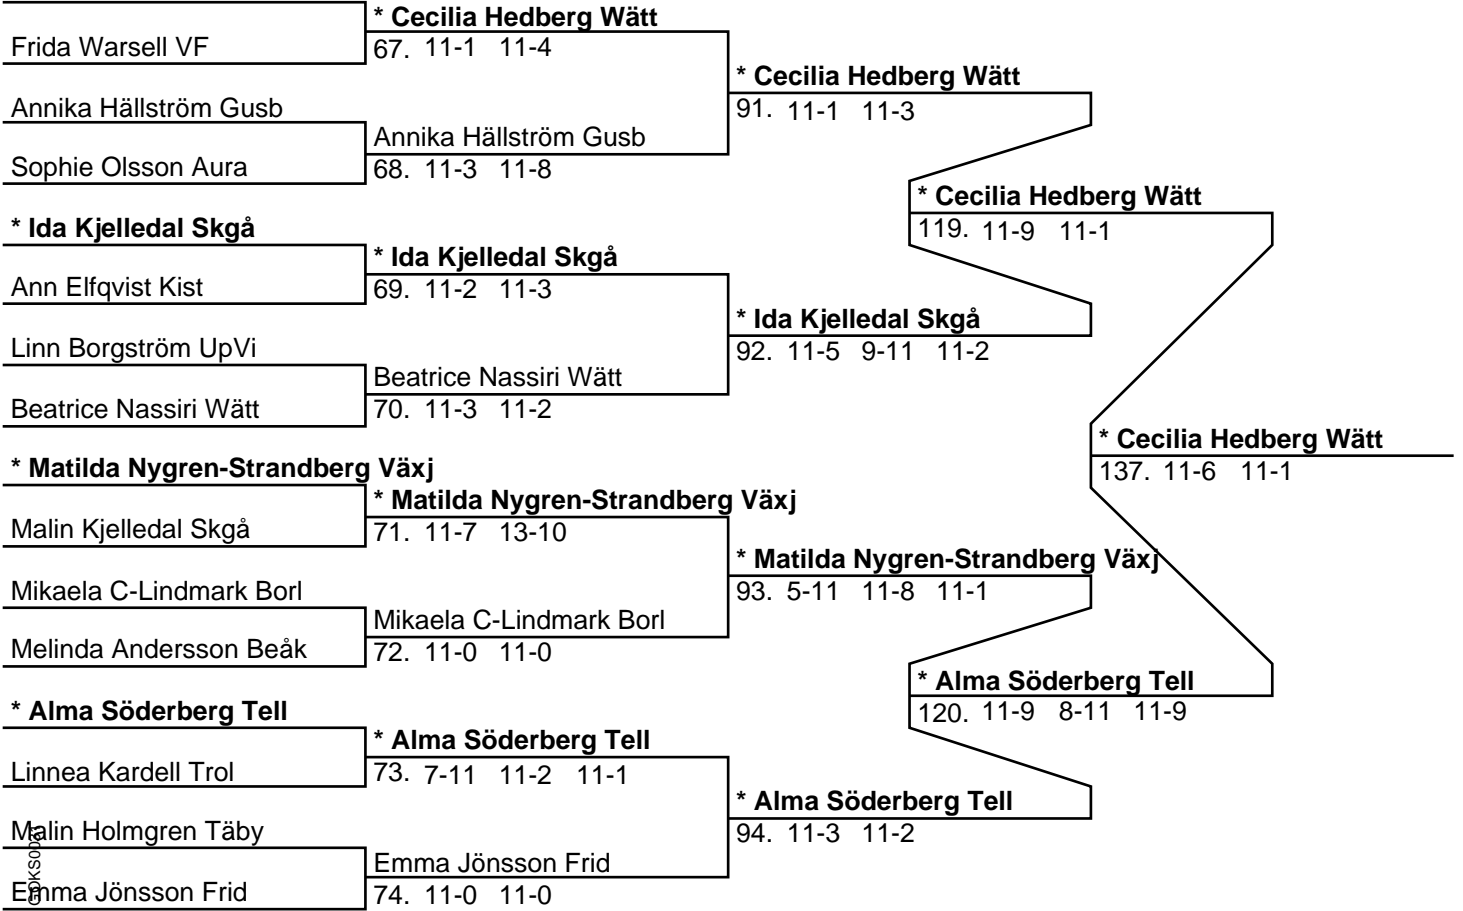 * Cecilia Hedberg Wätt
Frida Warsell VF
67. 11-1 11-4
* Cecilia Hedberg Wätt
91. 11-1 11-3
Annika Hällström Gusb
Annika Hällström Gusb
Sophie Olsson Aura
68. 11-3 11-8
* Cecilia Hedberg Wätt
119. 11-9 11-1
* Ida Kjelledal Skgå
* Ida Kjelledal Skgå
Ann Elfqvist Kist
69. 11-2 11-3
* Ida Kjelledal Skgå
92. 11-5 9-11 11-2
Linn Borgström UpVi
Beatrice Nassiri Wätt
Beatrice Nassiri Wätt
70. 11-3 11-2
* Cecilia Hedberg Wätt
137. 11-6 11-1
* Matilda Nygren-Strandberg Växj
* Matilda Nygren-Strandberg Växj
Malin Kjelledal Skgå
71. 11-7 13-10
* Matilda Nygren-Strandberg Växj
93. 5-11 11-8 11-1
Mikaela C-Lindmark Borl
Mikaela C-Lindmark Borl
Melinda Andersson Beåk
72. 11-0 11-0
* Alma Söderberg Tell
120. 11-9 8-11 11-9
* Alma Söderberg Tell
* Alma Söderberg Tell
Linnea Kardell Trol
73. 7-11 11-2 11-1
* Alma Söderberg Tell
94. 11-3 11-2
Malin Holmgren Täby
Emma Jönsson Frid
Emma Jönsson Frid
74. 11-0 11-0